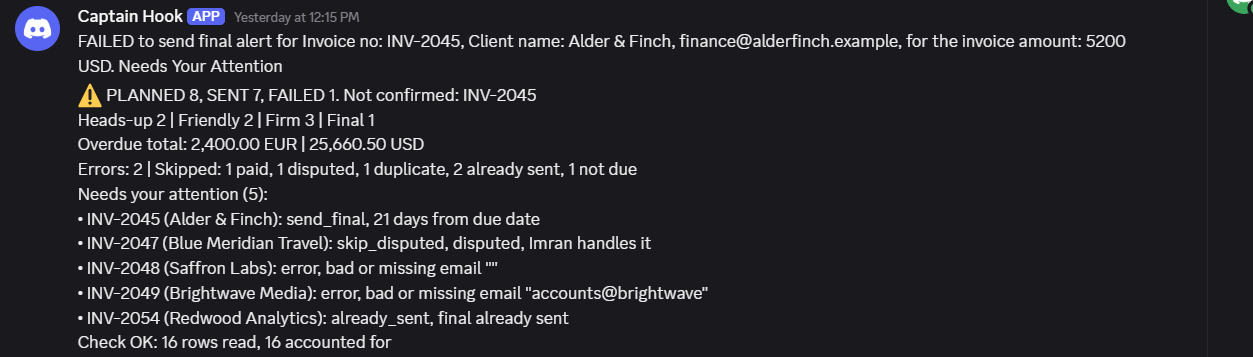 Captain Hook APP Yesterday at 12:15 PM
FAILED to send final alert for Invoice no: INV-2045, Client name: Alder & Finch, finance@alderfinch.example, for the invoice amount: 5200
USD. Needs Your Attention
⚠️ PLANNED 8, SENT 7, FAILED 1. Not confirmed: INV-2045
Heads-up 2 | Friendly 2 | Firm 3 | Final 1
Overdue total: 2,400.00 EUR | 25,660.50 USD
Errors: 2 | Skipped: 1 paid, 1 disputed, 1 duplicate, 2 already sent, 1 not due
Needs your attention (5):
• INV-2045 (Alder & Finch): send_final, 21 days from due date
• INV-2047 (Blue Meridian Travel): skip_disputed, disputed, Imran handles it
• INV-2048 (Saffron Labs): error, bad or missing email ""
• INV-2049 (Brightwave Media): error, bad or missing email "accounts@brightwave"
• INV-2054 (Redwood Analytics): already_sent, final already sent
Check OK: 16 rows read, 16 accounted for